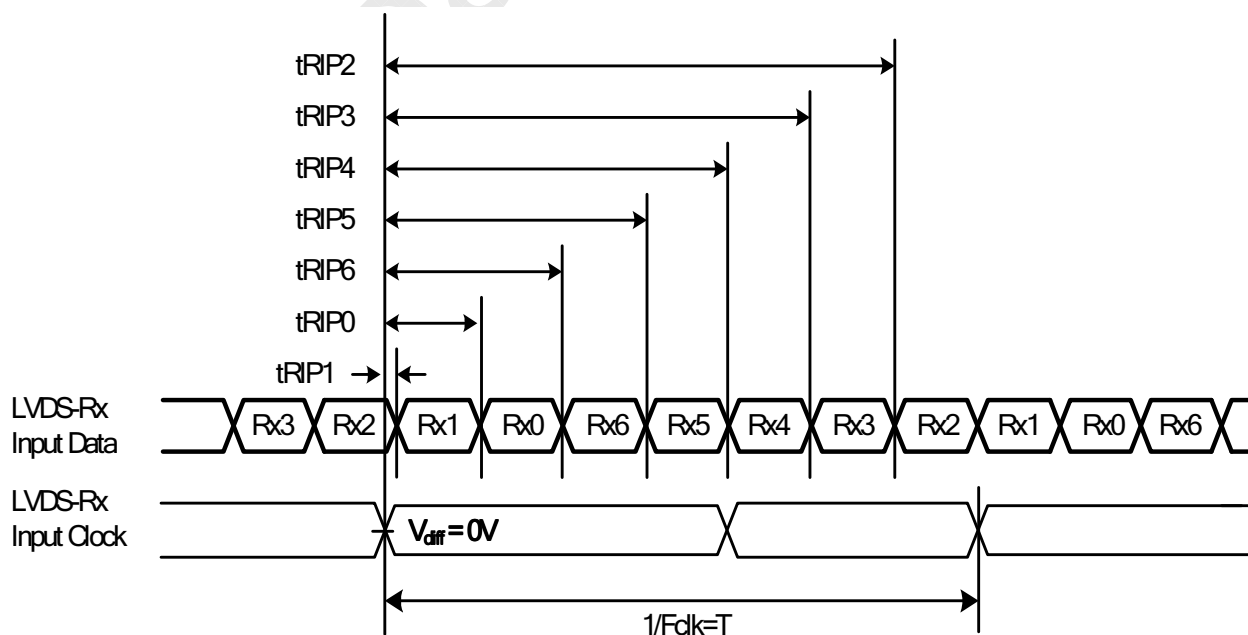 tRIP2
tRIP3
tRIP4
tRIP5
tRIP6
tRIP0
tRIP1
LVDS-Rx
Input Data
Rx3 Rx2 Rx1 Rx0 Rx6 Rx5 Rx4 Rx3 Rx2 Rx1 Rx0 Rx6
LVDS-Rx
Input Clock
Vdiff = 0V
1/Fclk=T